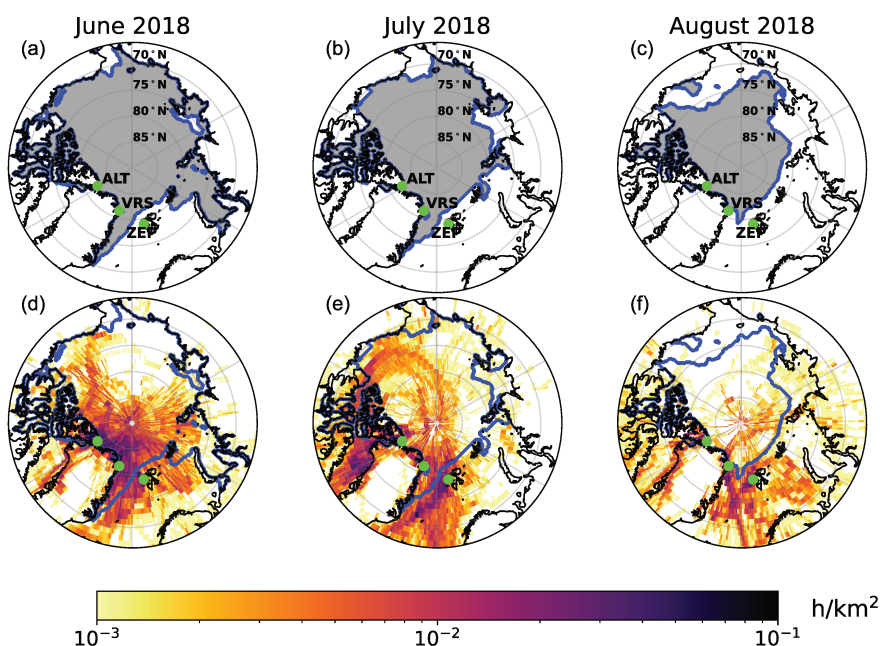 June 2018 July 2018 August 2018
(a) (b) (c)
70°N 70°N 70°N
75°N 75°N 75°N
80°N 80°N 80°N
85°N 85°N 85°N
ALT ALT ALT
VRS VRS VRS
ZEP ZEP ZEP
(d) (e) (f)
h/km²
10⁻³ 10⁻² 10⁻¹